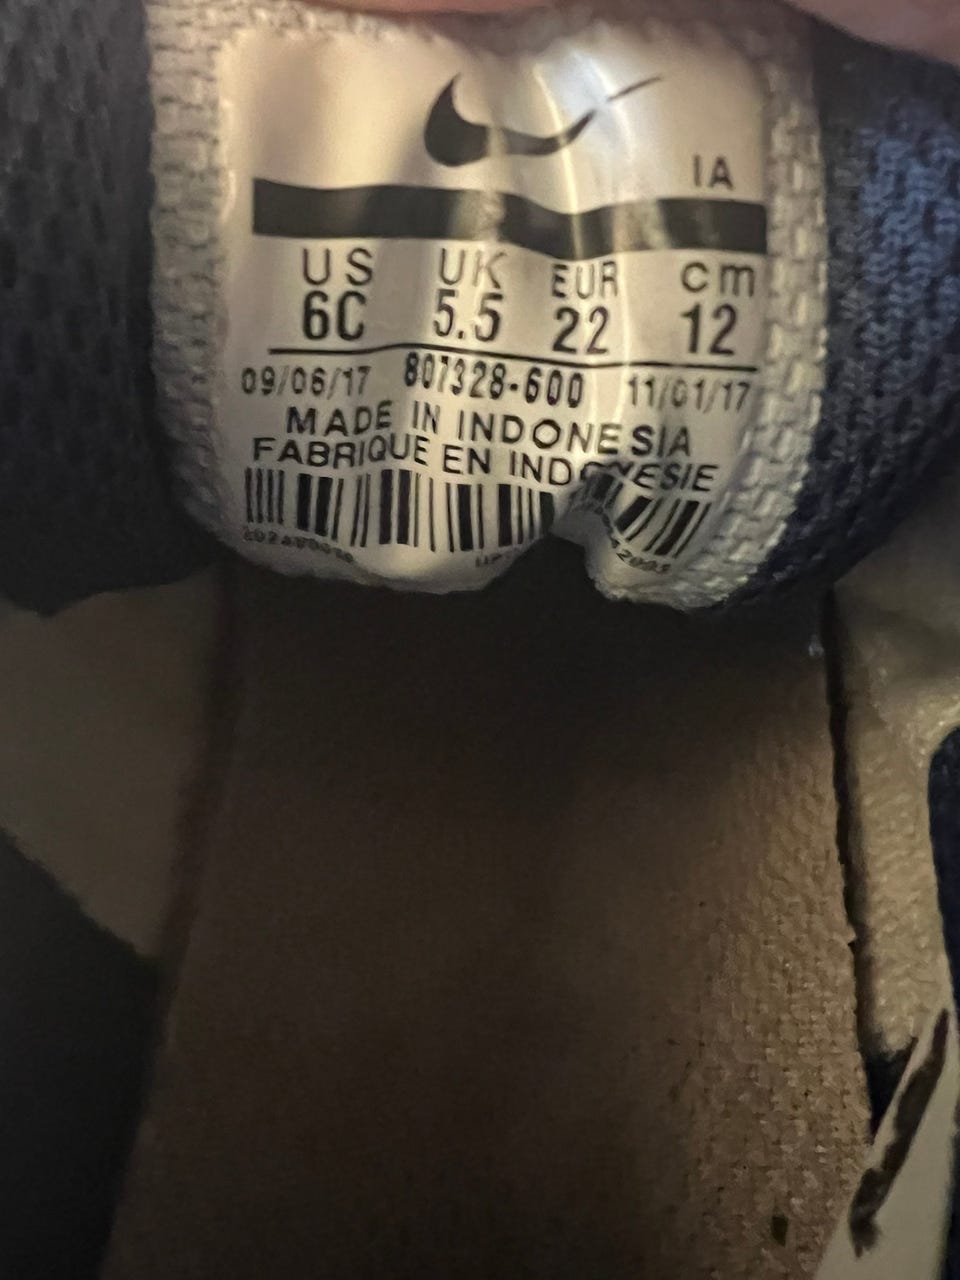 IA
US UK EUR cm
6C 5.5 22 12
09/06/17 807328-600 11/01/17
MADE IN INDONESIA
FABRIQUE EN INDONESIE